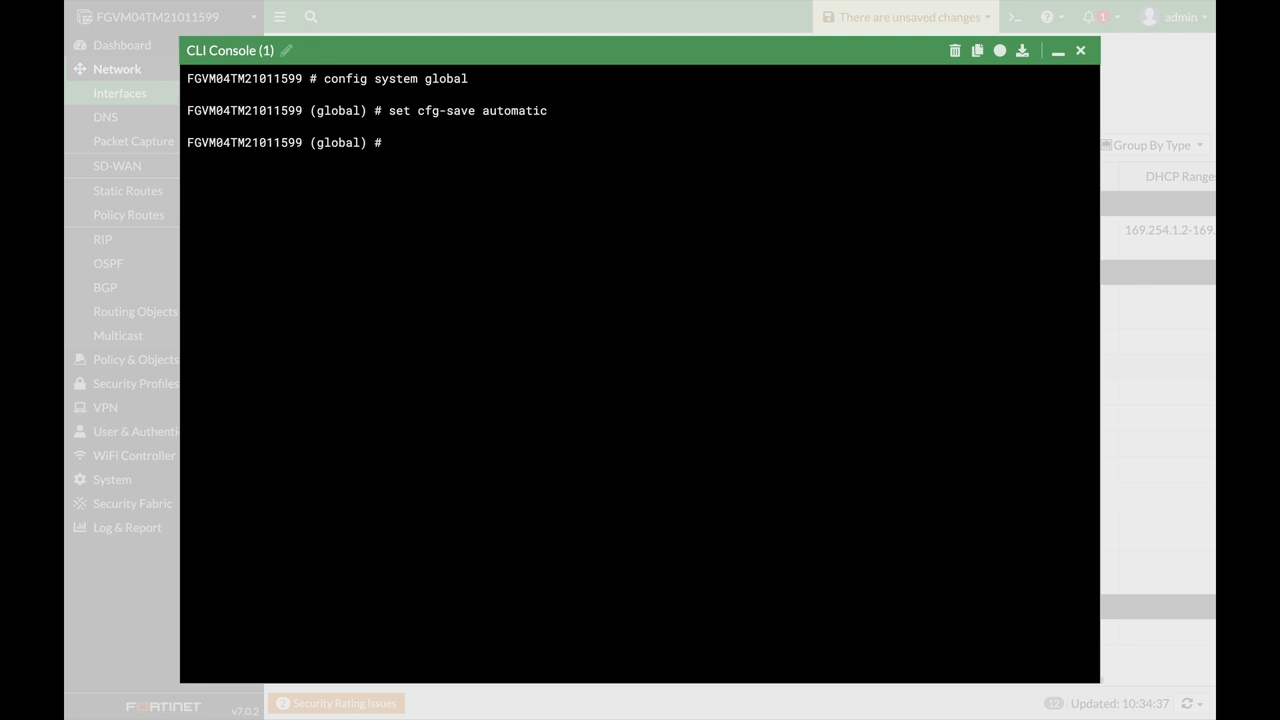 FGVM04TM21011599
There are unsaved changes
1
admin
CLI Console (1)
FGVM04TM21011599 # config system global
FGVM04TM21011599 (global) # set cfg-save automatic
FGVM04TM21011599 (global) #
Dashboard
Network
Interfaces
DNS
Packet Capture
SD-WAN
Static Routes
Policy Routes
RIP
OSPF
BGP
Routing Objects
Multicast
Policy & Objects
Security Profiles
VPN
User & Authenti
WiFi Controller
System
Security Fabric
Log & Report
Group By Type
DHCP Range
169.254.1.2-169.
FORTINET
v7.0.2
2 Security Rating Issues
12 Updated: 10:34:37